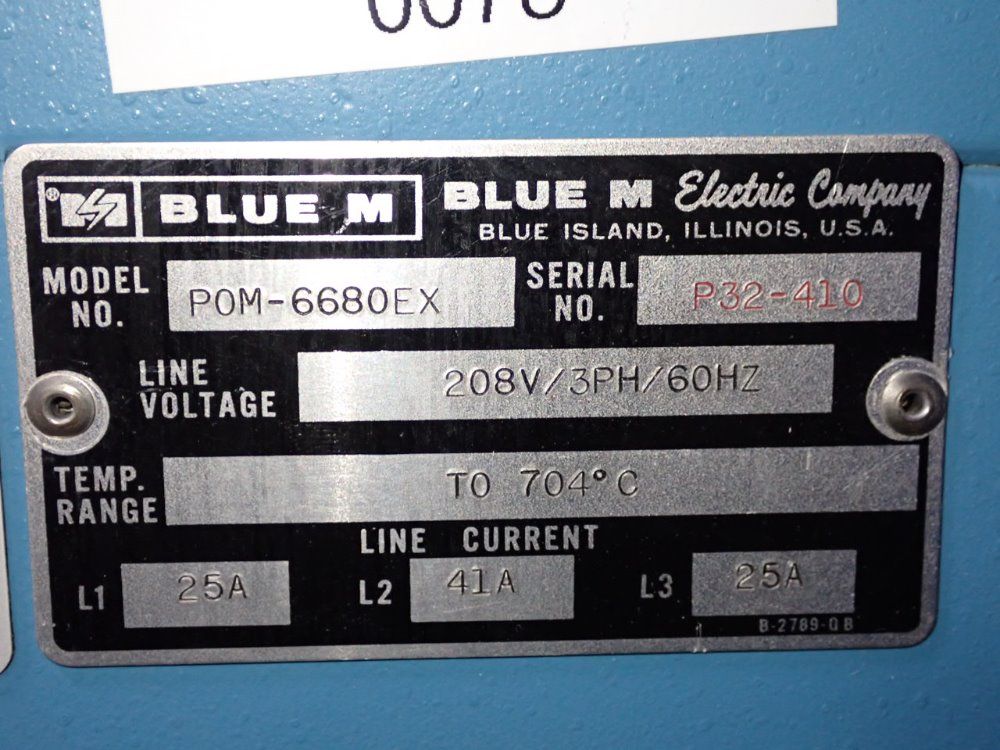 ® BLUE M BLUE M Electric Company
BLUE ISLAND, ILLINOIS, U.S.A.
MODEL NO. POM-6680EX SERIAL NO. P32-410
LINE VOLTAGE 208V/3PH/60HZ
TEMP. RANGE TO 704°C
LINE CURRENT
L1 25A L2 41A L3 25A
B-2789-QB